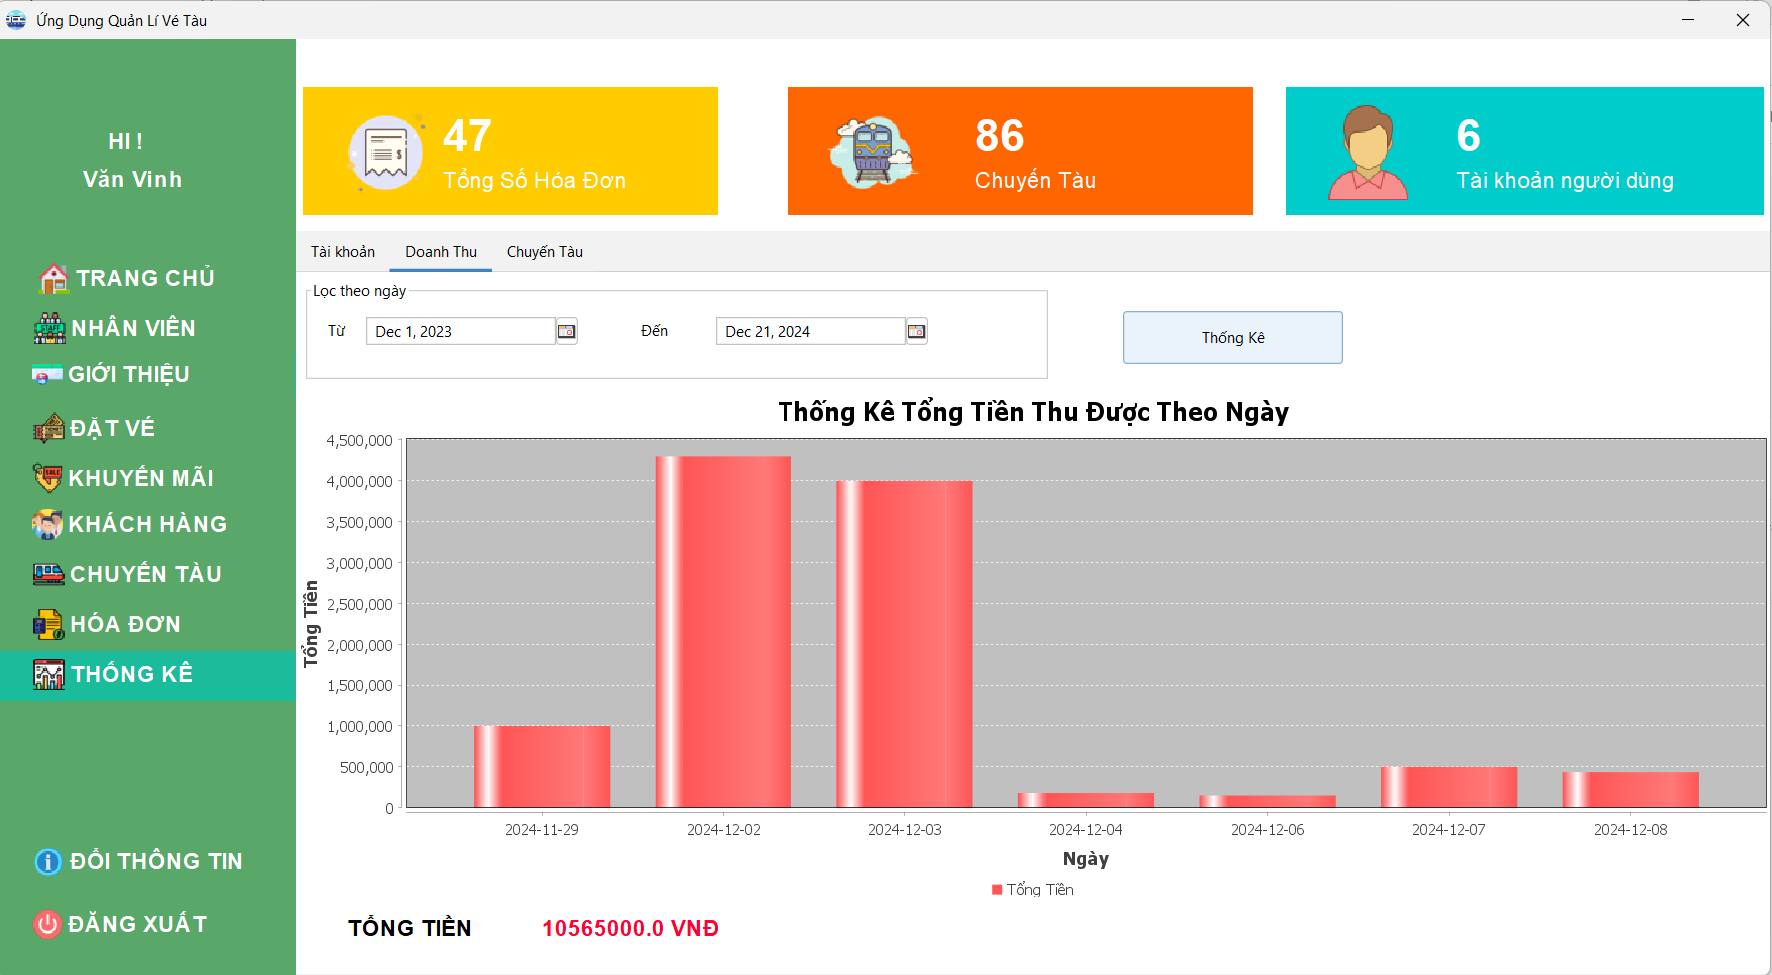 Ứng Dụng Quản Lí Vé Tàu
HI !
Văn Vinh
TRANG CHỦ
NHÂN VIÊN
GIỚI THIỆU
ĐẶT VÉ
KHUYẾN MÃI
KHÁCH HÀNG
CHUYẾN TÀU
HÓA ĐƠN
THỐNG KÊ
ĐỔI THÔNG TIN
ĐĂNG XUẤT
47
Tổng Số Hóa Đơn
86
Chuyến Tàu
6
Tài khoản người dùng
Tài khoản Doanh Thu Chuyến Tàu
Lọc theo ngày
Từ Dec 1, 2023 Đến Dec 21, 2024
Thống Kê
Thống Kê Tổng Tiền Thu Được Theo Ngày
Tổng Tiền
4,500,000
4,000,000
3,500,000
3,000,000
2,500,000
2,000,000
1,500,000
1,000,000
500,000
0
2024-11-29 2024-12-02 2024-12-03 2024-12-04 2024-12-06 2024-12-07 2024-12-08
Ngày
Tổng Tiền
TỔNG TIỀN 10565000.0 VNĐ